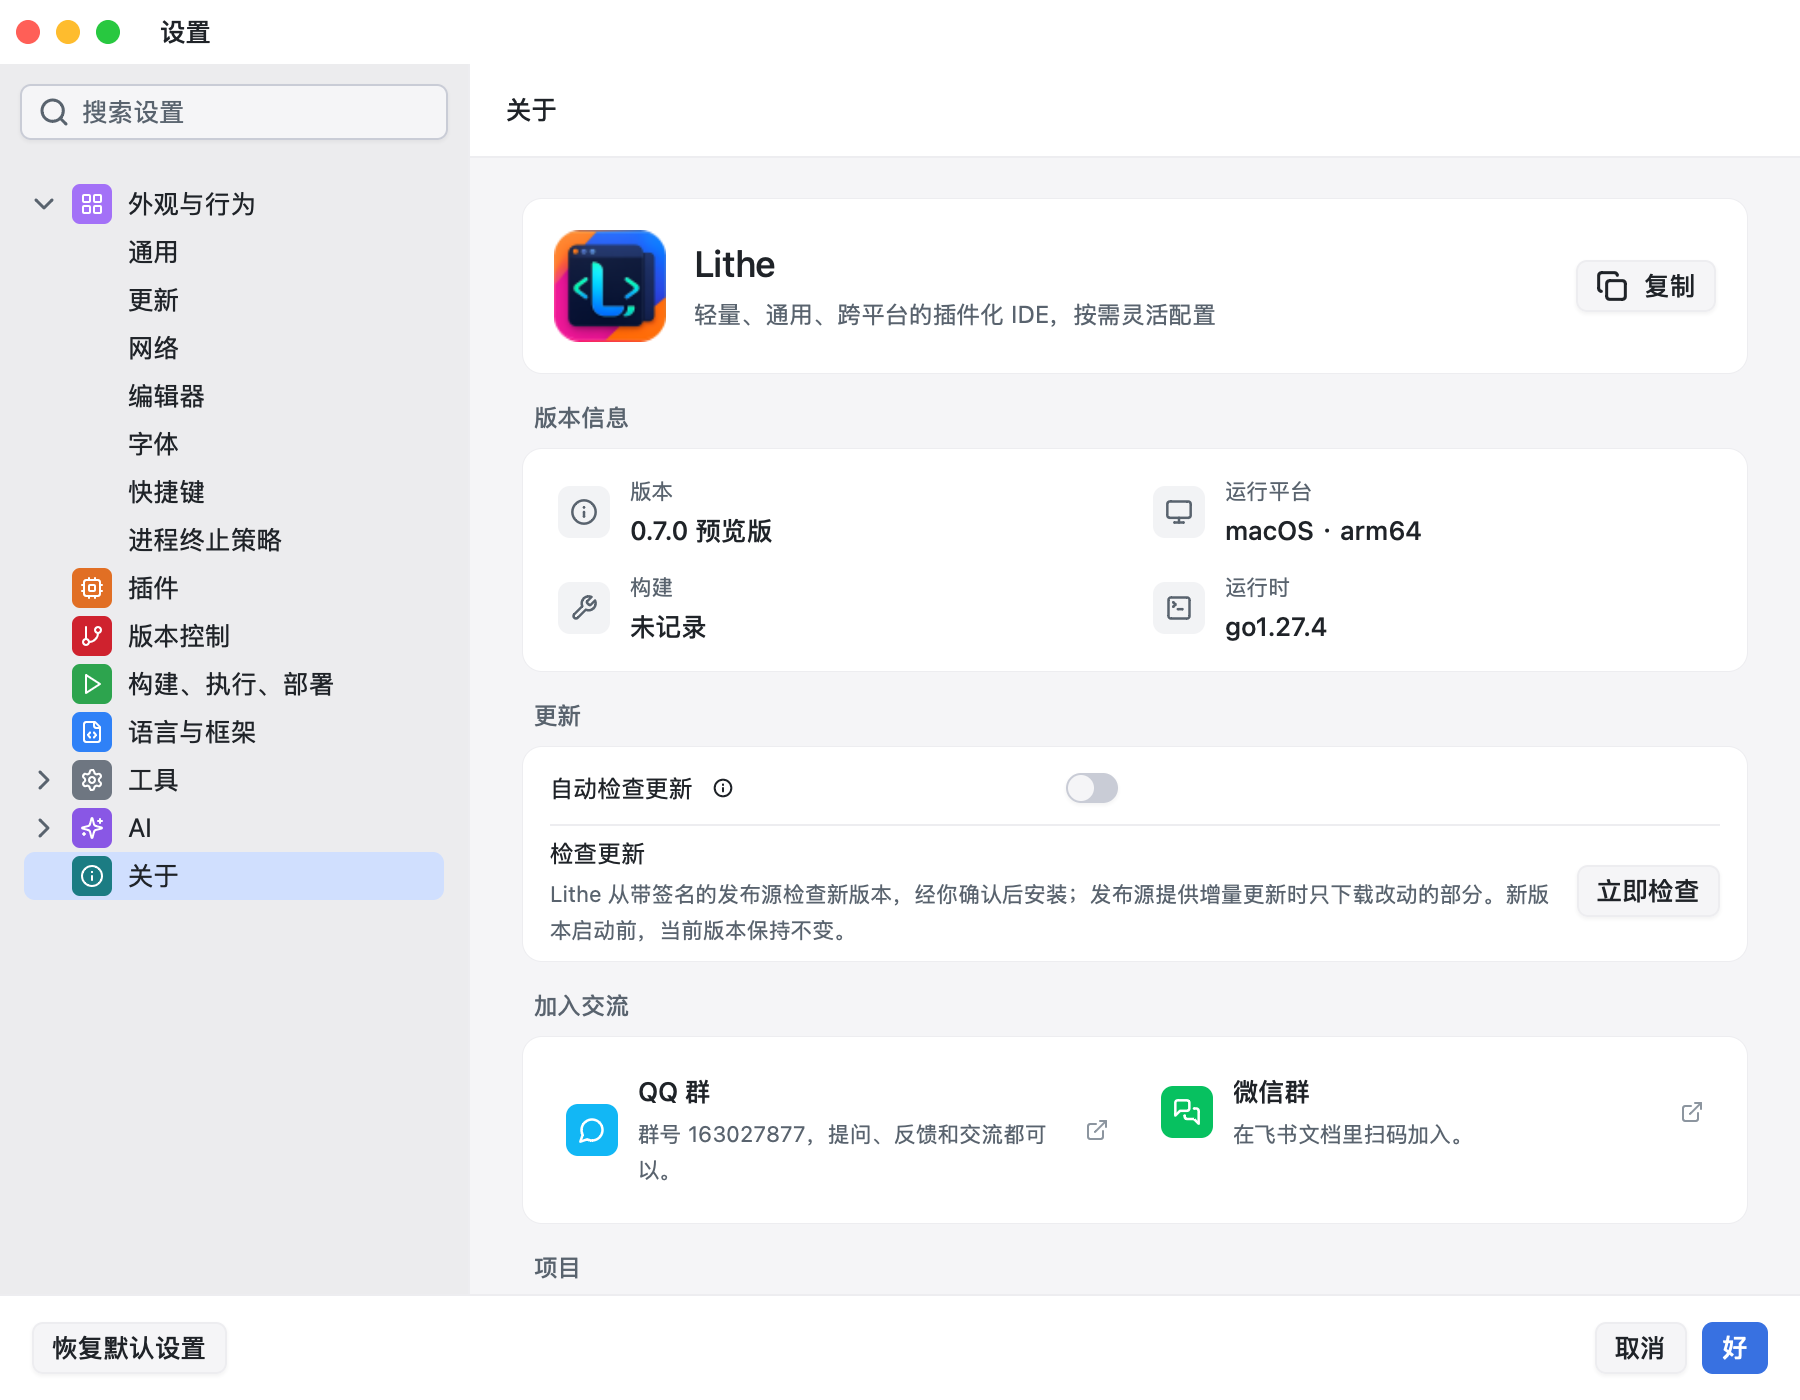 设置
搜索设置
外观与行为
通用
更新
网络
编辑器
字体
快捷键
进程终止策略
插件
版本控制
构建、执行、部署
语言与框架
工具
AI
关于
关于
Lithe
轻量、通用、跨平台的插件化 IDE，按需灵活配置
复制
版本信息
版本
0.7.0 预览版
运行平台
macOS · arm64
构建
未记录
运行时
go1.27.4
更新
自动检查更新
检查更新
Lithe 从带签名的发布源检查新版本，经你确认后安装；发布源提供增量更新时只下载改动的部分。新版
本启动前，当前版本保持不变。
立即检查
加入交流
QQ 群
群号 163027877，提问、反馈和交流都可
以。
微信群
在飞书文档里扫码加入。
项目
恢复默认设置
取消
好